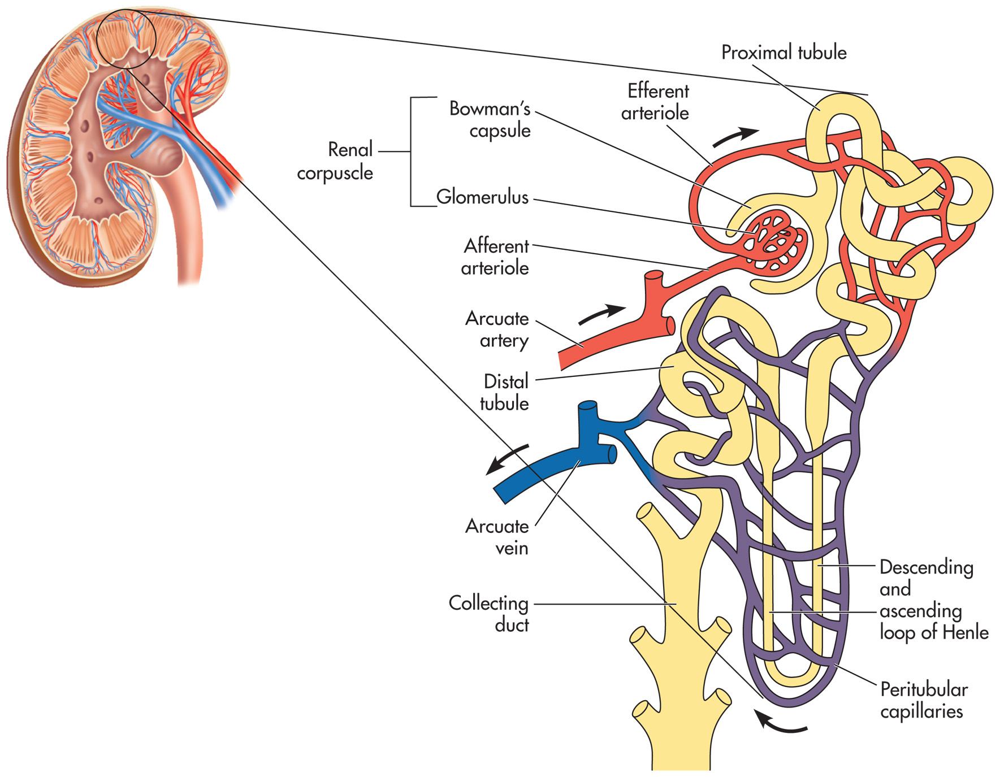 Proximal tubule
Efferent
arteriole
Bowman's
capsule
Renal
corpuscle
Glomerulus
Afferent
arteriole
Arcuate
artery
Distal
tubule
Arcuate
vein
Descending
and
ascending
loop of Henle
Collecting
duct
Peritubular
capillaries